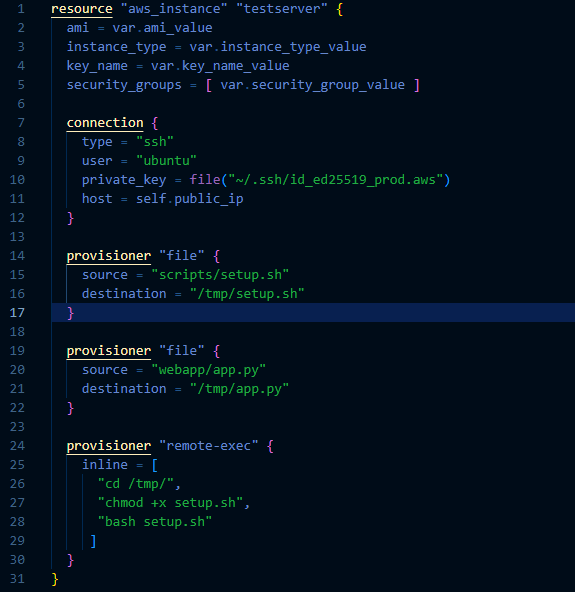 1 resource "aws_instance" "testserver" {
2   ami = var.ami_value
3   instance_type = var.instance_type_value
4   key_name = var.key_name_value
5   security_groups = [ var.security_group_value ]
6
7   connection {
8     type = "ssh"
9     user = "ubuntu"
10     private_key = file("~/.ssh/id_ed25519_prod.aws")
11     host = self.public_ip
12   }
13
14   provisioner "file" {
15     source = "scripts/setup.sh"
16     destination = "/tmp/setup.sh"
17   }
18
19   provisioner "file" {
20     source = "webapp/app.py"
21     destination = "/tmp/app.py"
22   }
23
24   provisioner "remote-exec" {
25     inline = [
26       "cd /tmp/",
27       "chmod +x setup.sh",
28       "bash setup.sh"
29      ]
30   }
31 }